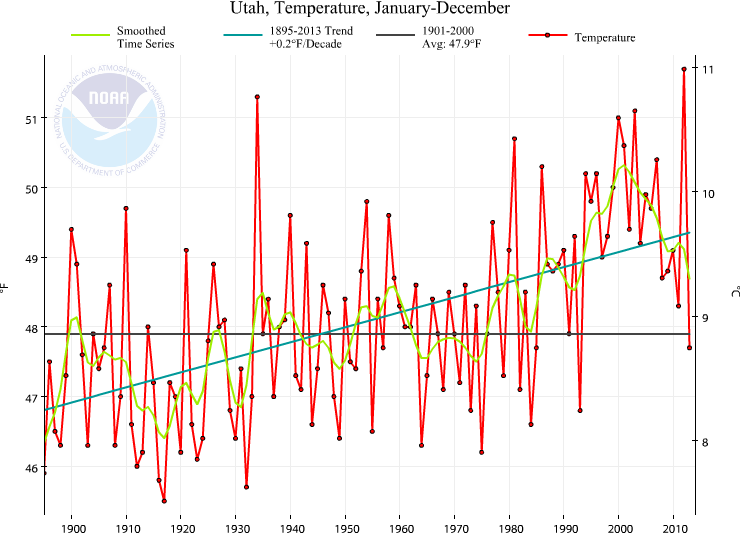 Utah, Temperature, January-December
Smoothed
Time Series
1895-2013 Trend
+0.2°F/Decade
1901-2000
Avg: 47.9°F
Temperature
NATIONAL OCEANIC AND ATMOSPHERIC ADMINISTRATION
NOAA
U.S. DEPARTMENT OF COMMERCE
°F
51
50
49
48
47
46
°C
11
10
9
8
1900 1910 1920 1930 1940 1950 1960 1970 1980 1990 2000 2010